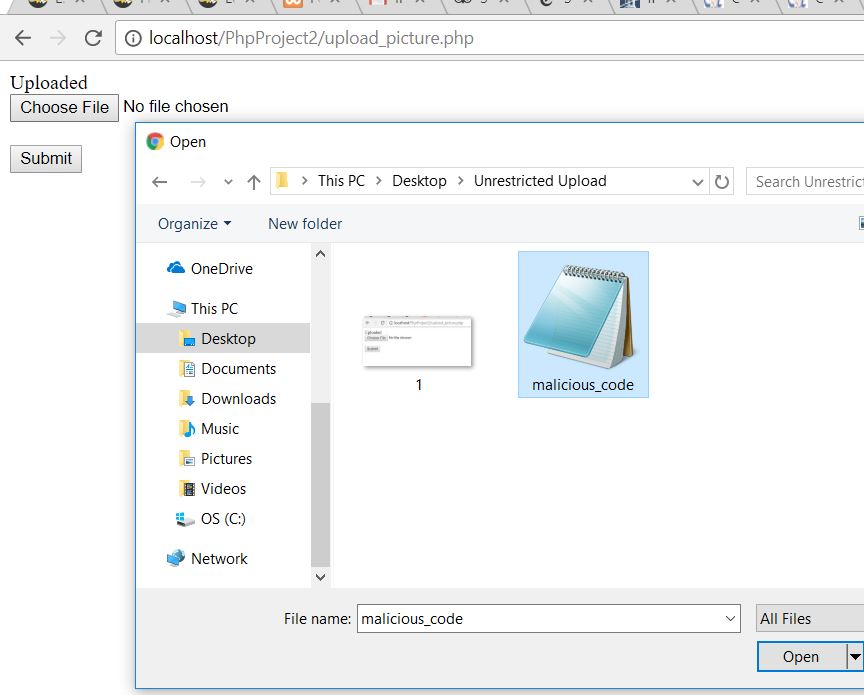 localhost/PhpProject2/upload_picture.php
Uploaded
Choose File No file chosen
Submit
Open
This PC > Desktop > Unrestricted Upload
Search Unrestric
Organize
New folder
OneDrive
This PC
Desktop
Documents
Downloads
Music
Pictures
Videos
OS (C:)
Network
1
malicious_code
File name: malicious_code
All Files
Open